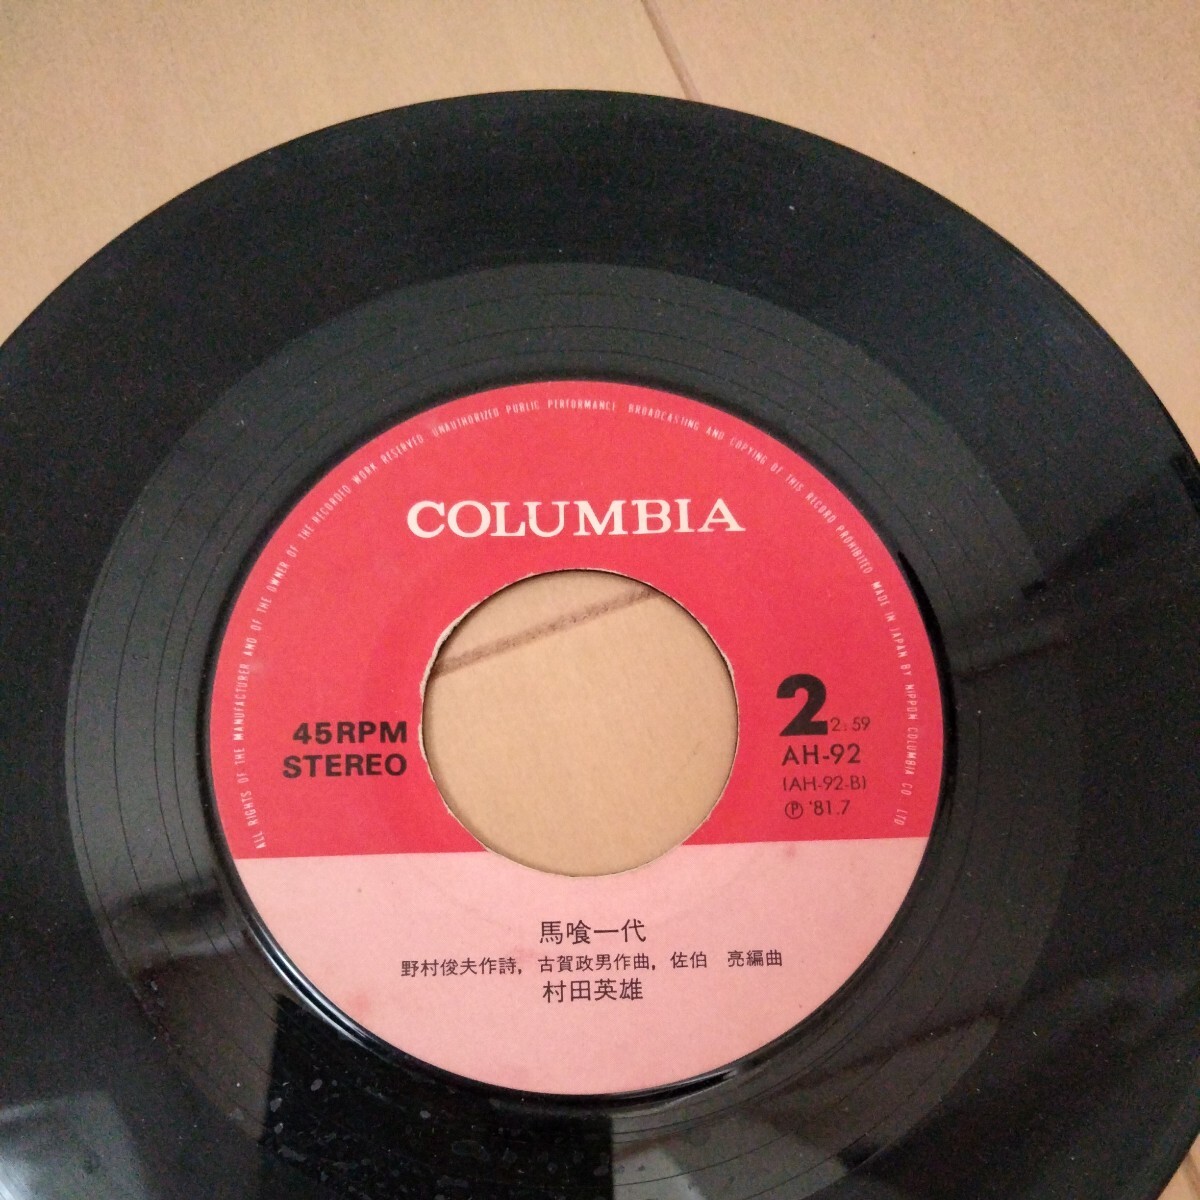 ALL RIGHTS OF THE MANUFACTURER AND OF THE OWNER OF THE RECORDED WORK RESERVED UNAUTHORIZED PUBLIC PERFORMANCE BROADCASTING AND COPYING OF THIS RECORD PROHIBITED MADE IN JAPAN BY NIPPON COLUMBIA CO. LTD
COLUMBIA
45RPM
STEREO
2 2:59
AH-92
(AH-92-B)
Ⓟ '81.7
馬喰一代
野村俊夫作詩, 古賀政男作曲, 佐伯 亮編曲
村田英雄